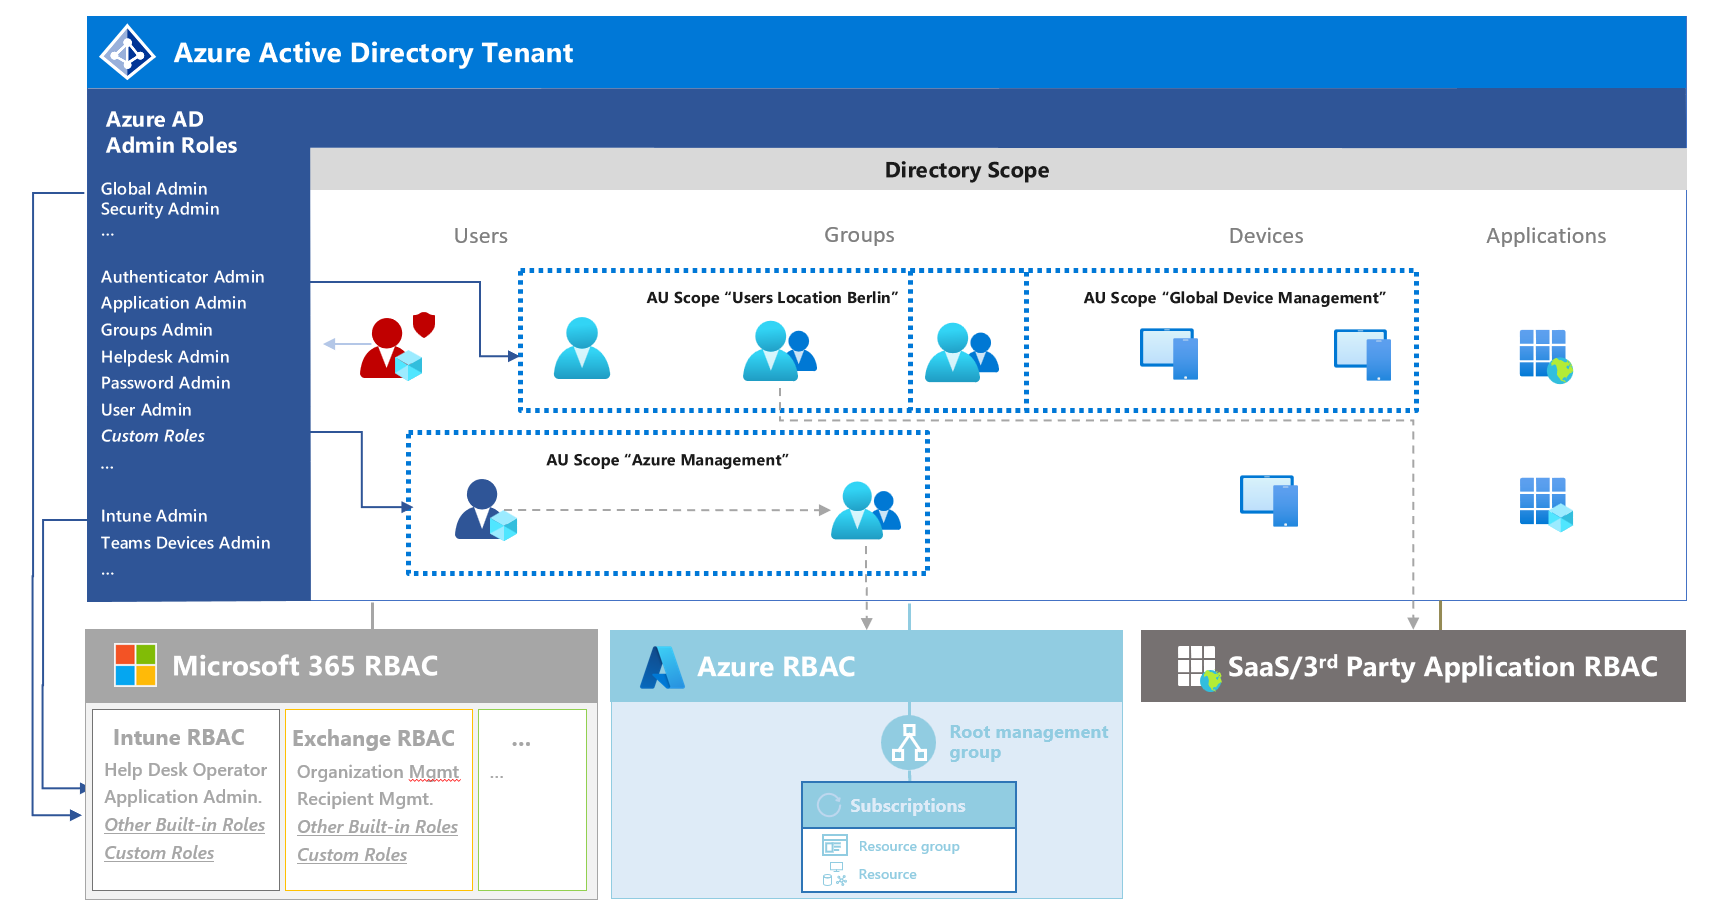 Azure Active Directory Tenant
Azure AD
Admin Roles
Directory Scope
Global Admin
Security Admin
...
Users
Groups
Devices
Applications
Authenticator Admin
Application Admin
Groups Admin
Helpdesk Admin
Password Admin
User Admin
Custom Roles
...
AU Scope “Users Location Berlin”
AU Scope “Global Device Management”
AU Scope “Azure Management”
Intune Admin
Teams Devices Admin
...
Microsoft 365 RBAC
Intune RBAC
Help Desk Operator
Application Admin.
Other Built-in Roles
Custom Roles
Exchange RBAC
Organization Mgmt
Recipient Mgmt.
Other Built-in Roles
Custom Roles
...
...
Azure RBAC
Root management
group
Subscriptions
Resource group
Resource
SaaS/3rd Party Application RBAC